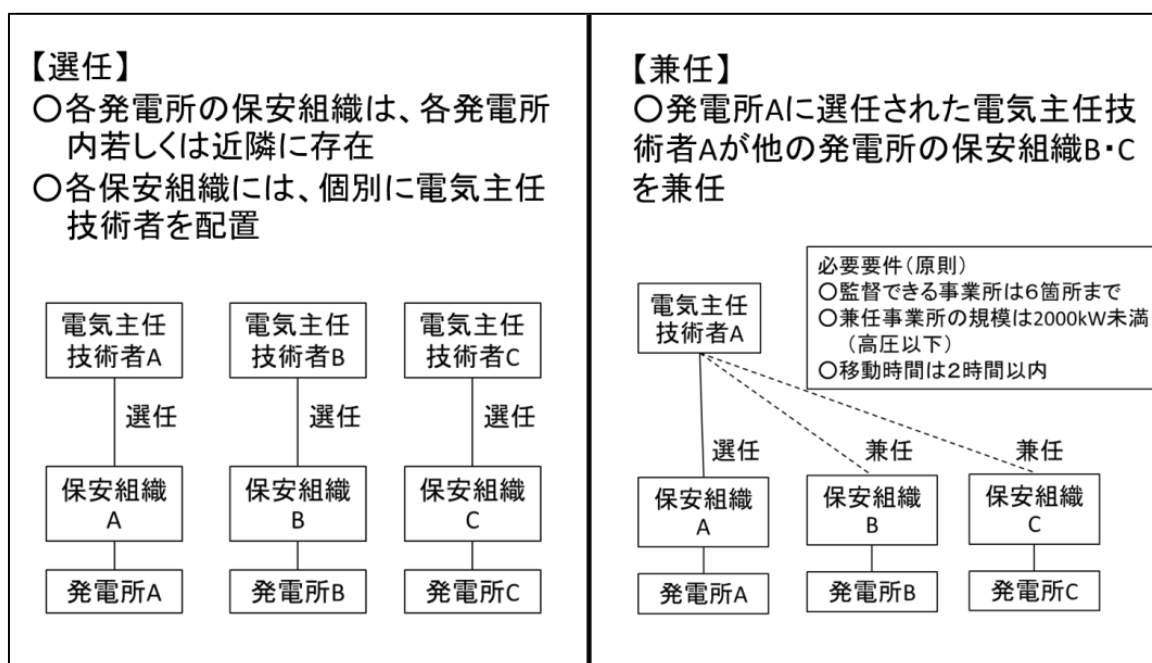 【選任】
〇各発電所の保安組織は、各発電所
内若しくは近隣に存在
〇各保安組織には、個別に電気主任
技術者を配置
電気主任
技術者A
電気主任
技術者B
電気主任
技術者C
選任
選任
選任
保安組織
A
保安組織
B
保安組織
C
発電所A
発電所B
発電所C
【兼任】
〇発電所Aに選任された電気主任技
術者Aが他の発電所の保安組織B・C
を兼任
必要要件（原則）
〇監督できる事業所は６箇所まで
〇兼任事業所の規模は2000kW未満
（高圧以下）
〇移動時間は２時間以内
電気主任
技術者A
選任
兼任
兼任
保安組織
A
保安組織
B
保安組織
C
発電所A
発電所B
発電所C